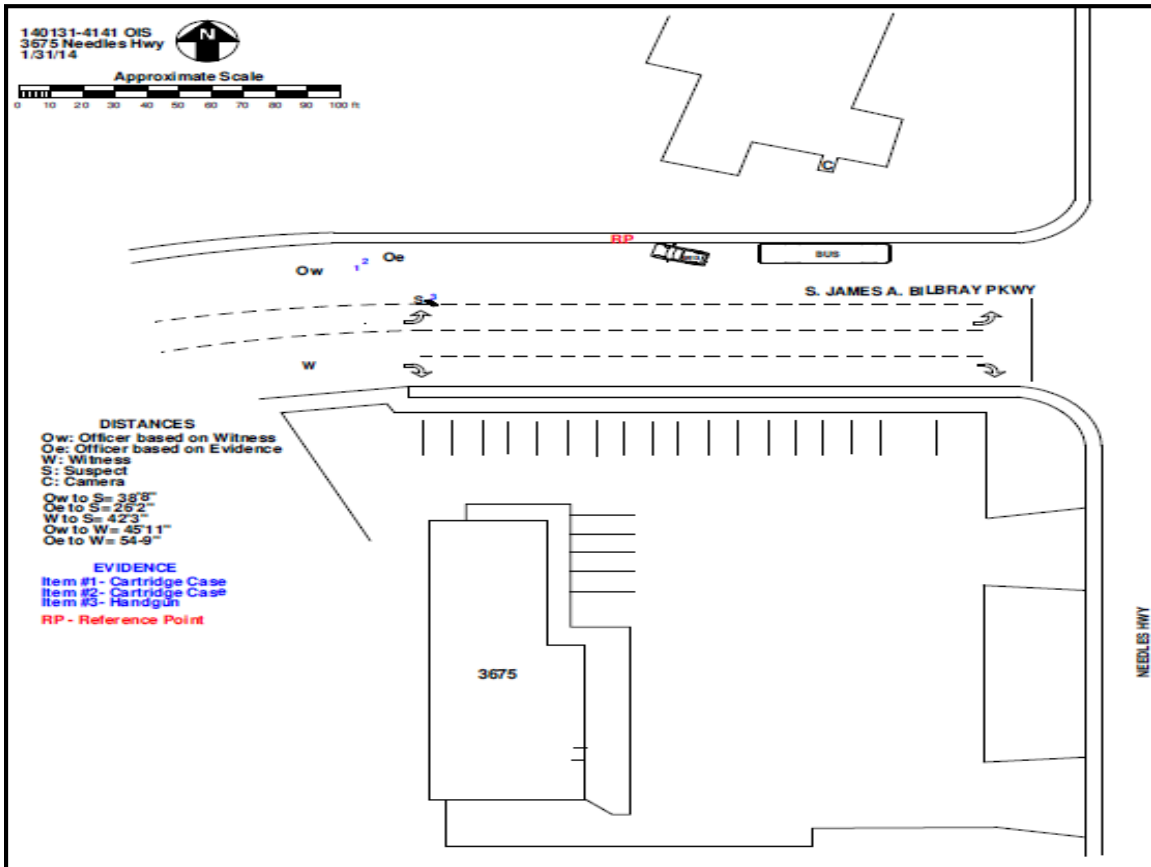 140131-4141 OIS
3675 Needles Hwy
1/31/14
N
Approximate Scale
0 10 20 30 40 50 60 70 80 90 100 ft
C
RP
BUS
Ow 1 2 Oe
S 3
S. JAMES A. BILBRAY PKWY
W
DISTANCES
Ow: Officer based on Witness
Oe: Officer based on Evidence
W: Witness
S: Suspect
C: Camera
Ow to S= 38'8"
Oe to S= 26'2"
W to S= 42'3"
Ow to W= 45'11"
Oe to W= 54-9"
EVIDENCE
Item #1- Cartridge Case
Item #2- Cartridge Case
Item #3- Handgun
RP - Reference Point
3675
NEEDLES HWY